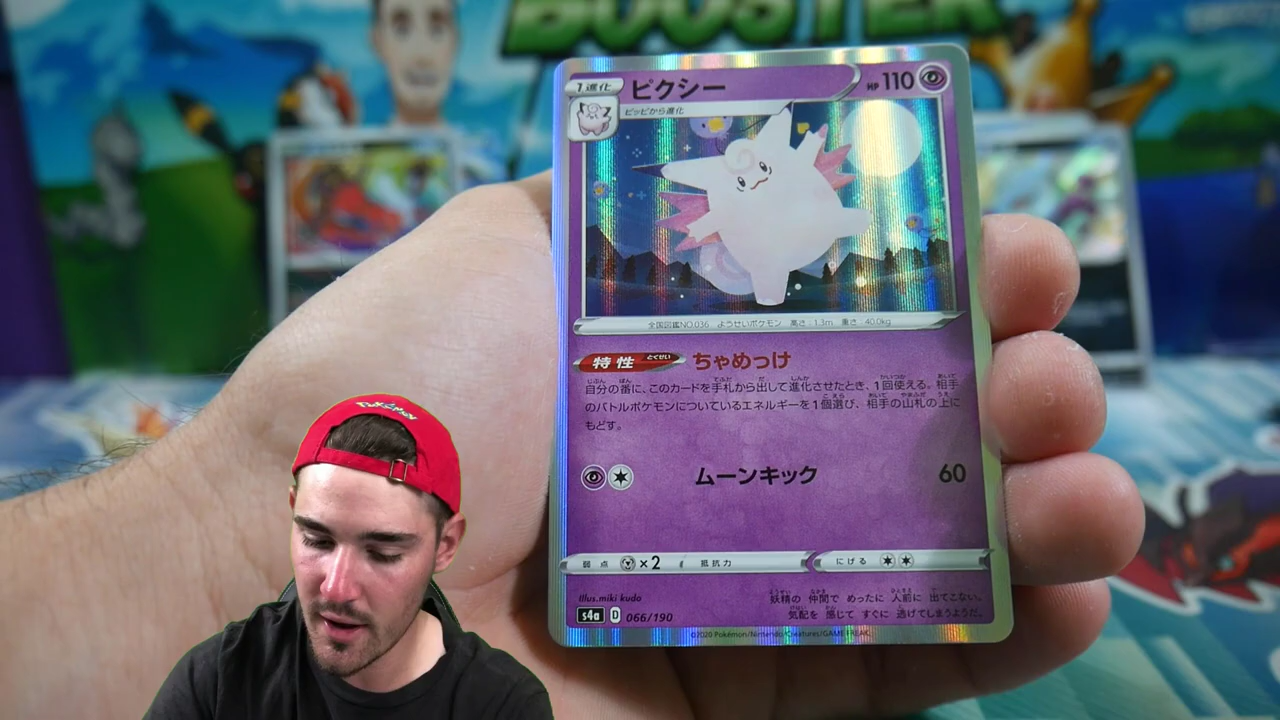 BOOSTER
1進化
ピクシー
HP 110
ピッピから進化
全国図鑑NO.036 ようせいポケモン 高さ:1.3m 重さ:40.0kg
特性 とくせい ちゃめっけ
自分の番に、このカードを手札から出して進化させたとき、1回使える。相手
のバトルポケモンについているエネルギーを1個選び、相手の山札の上に
もどす。
ムーンキック 60
弱点 ×2 抵抗力 にげる
Illus. miki kudo
妖精の 仲間で めったに 人前に 出てこない。
気配を 感じて すぐに 逃げてしまうようだ。
s4a D 066/190
©2020 Pokémon/Nintendo/Creatures/GAME FREAK.